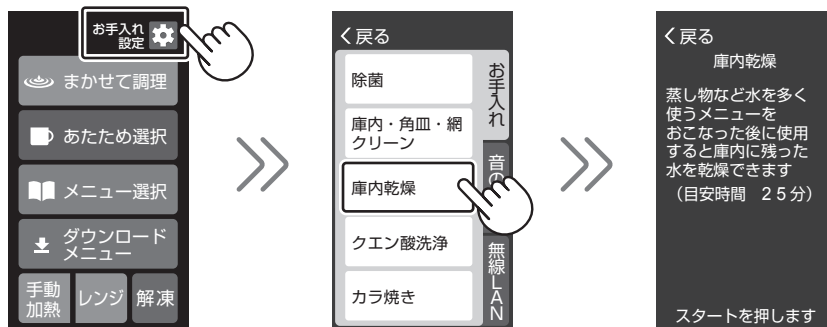 お手入れ
設定
まかせて調理
あたため選択
メニュー選択
ダウンロード
メニュー
手動
加熱
レンジ
解凍
戻る
除菌
庫内・角皿・網
クリーン
庫内乾燥
クエン酸洗浄
カラ焼き
お手入れ
音の
無線LAN
戻る
庫内乾燥
蒸し物など水を多く
使うメニューを
おこなった後に使用
すると庫内に残った
水を乾燥できます
（目安時間　２５分）
スタートを押します